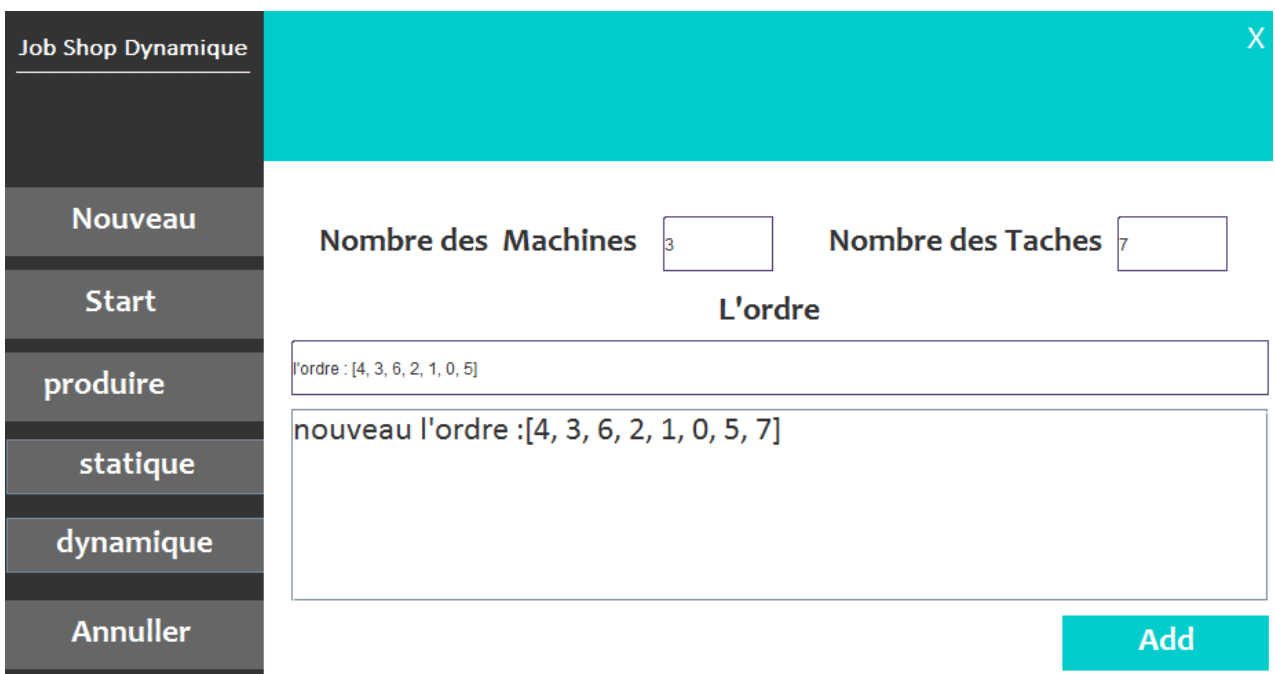 Job Shop Dynamique
X
Nouveau
Start
produire
statique
dynamique
Annuller
Nombre des Machines 3 Nombre des Taches 7
L'ordre
l'ordre : [4, 3, 6, 2, 1, 0, 5]
nouveau l'ordre :[4, 3, 6, 2, 1, 0, 5, 7]
Add